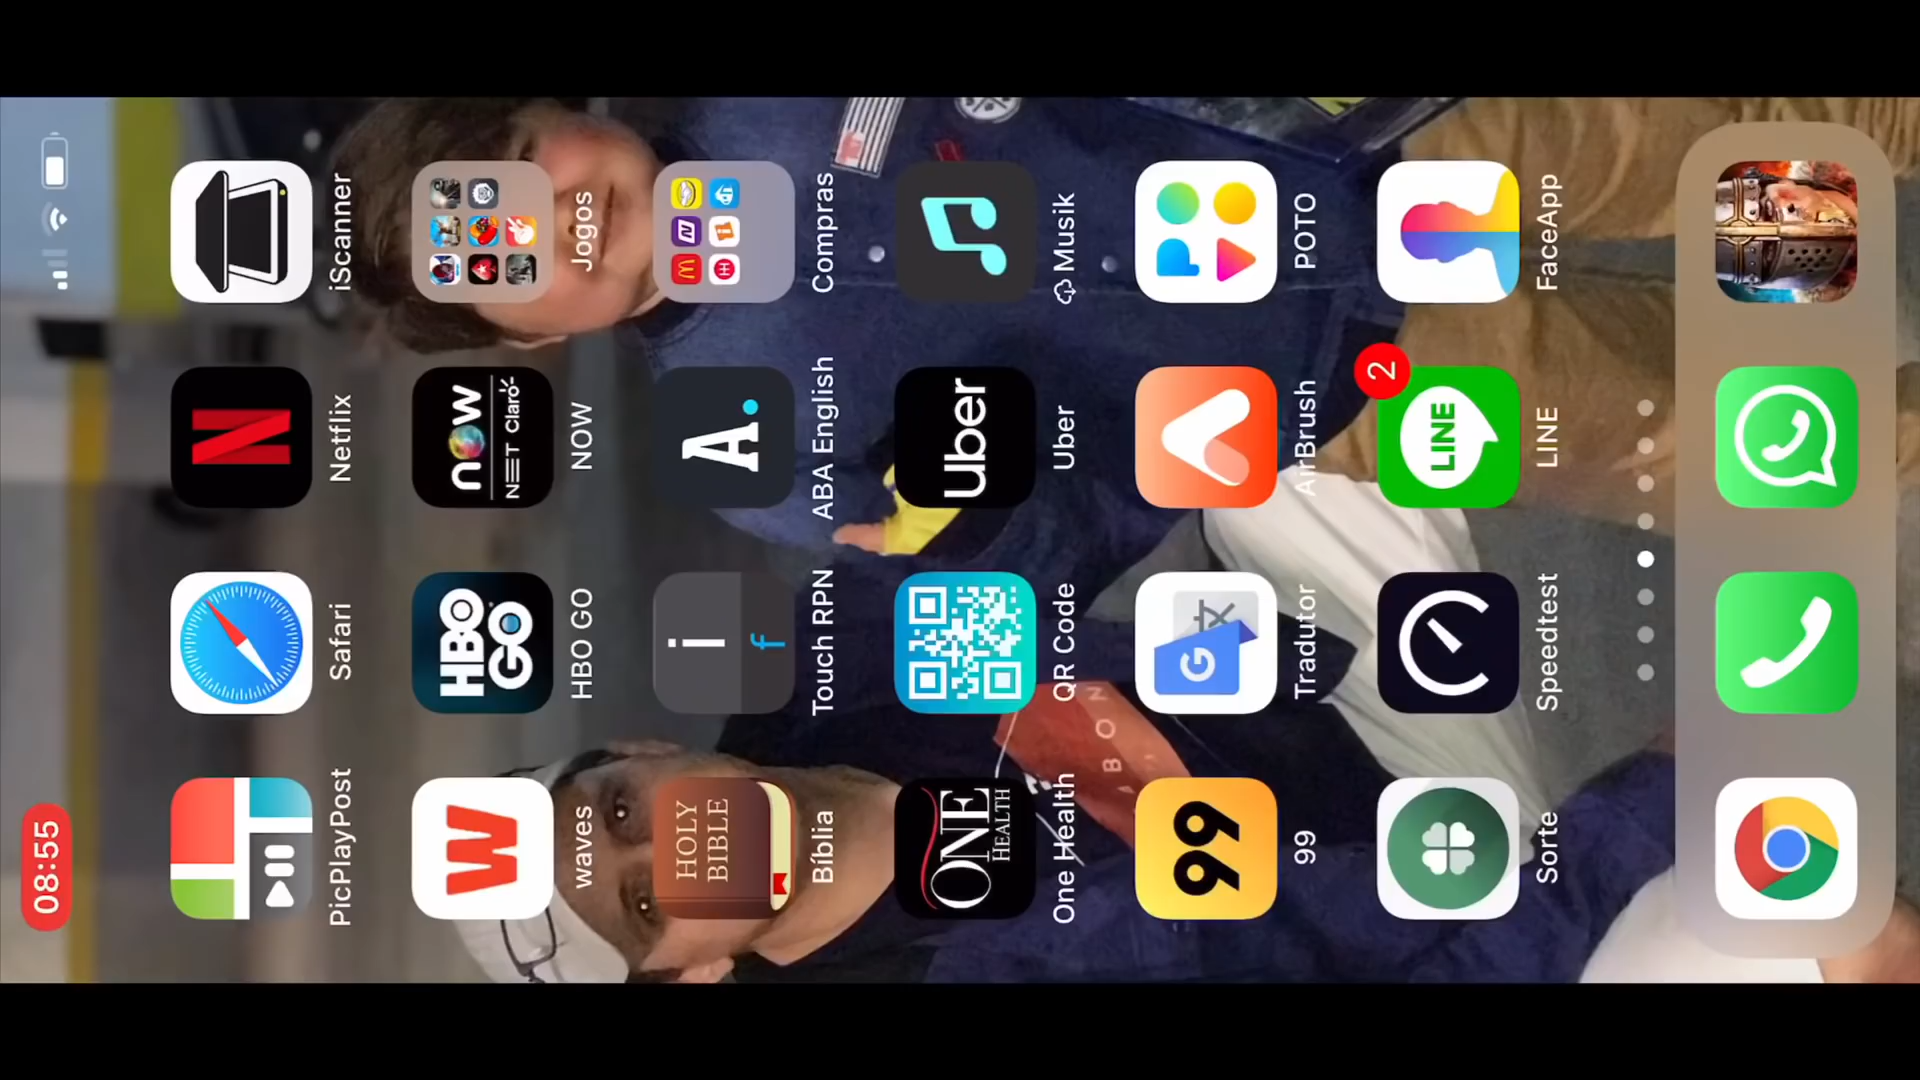 08:55
PicPlayPost
Safari
Netflix
iScanner
W
HBO GO
now
NET Claro
waves
HBO GO
NOW
Jogos
HOLY BIBLE
i
f
A.
Bíblia
Touch RPN
ABA English
Compras
ONE HEALTH
Uber
One Health
QR Code
Uber
Musik
99
G
99
Tradutor
AirBrush
POTO
LINE
2
Sorte
Speedtest
LINE
FaceApp
BON